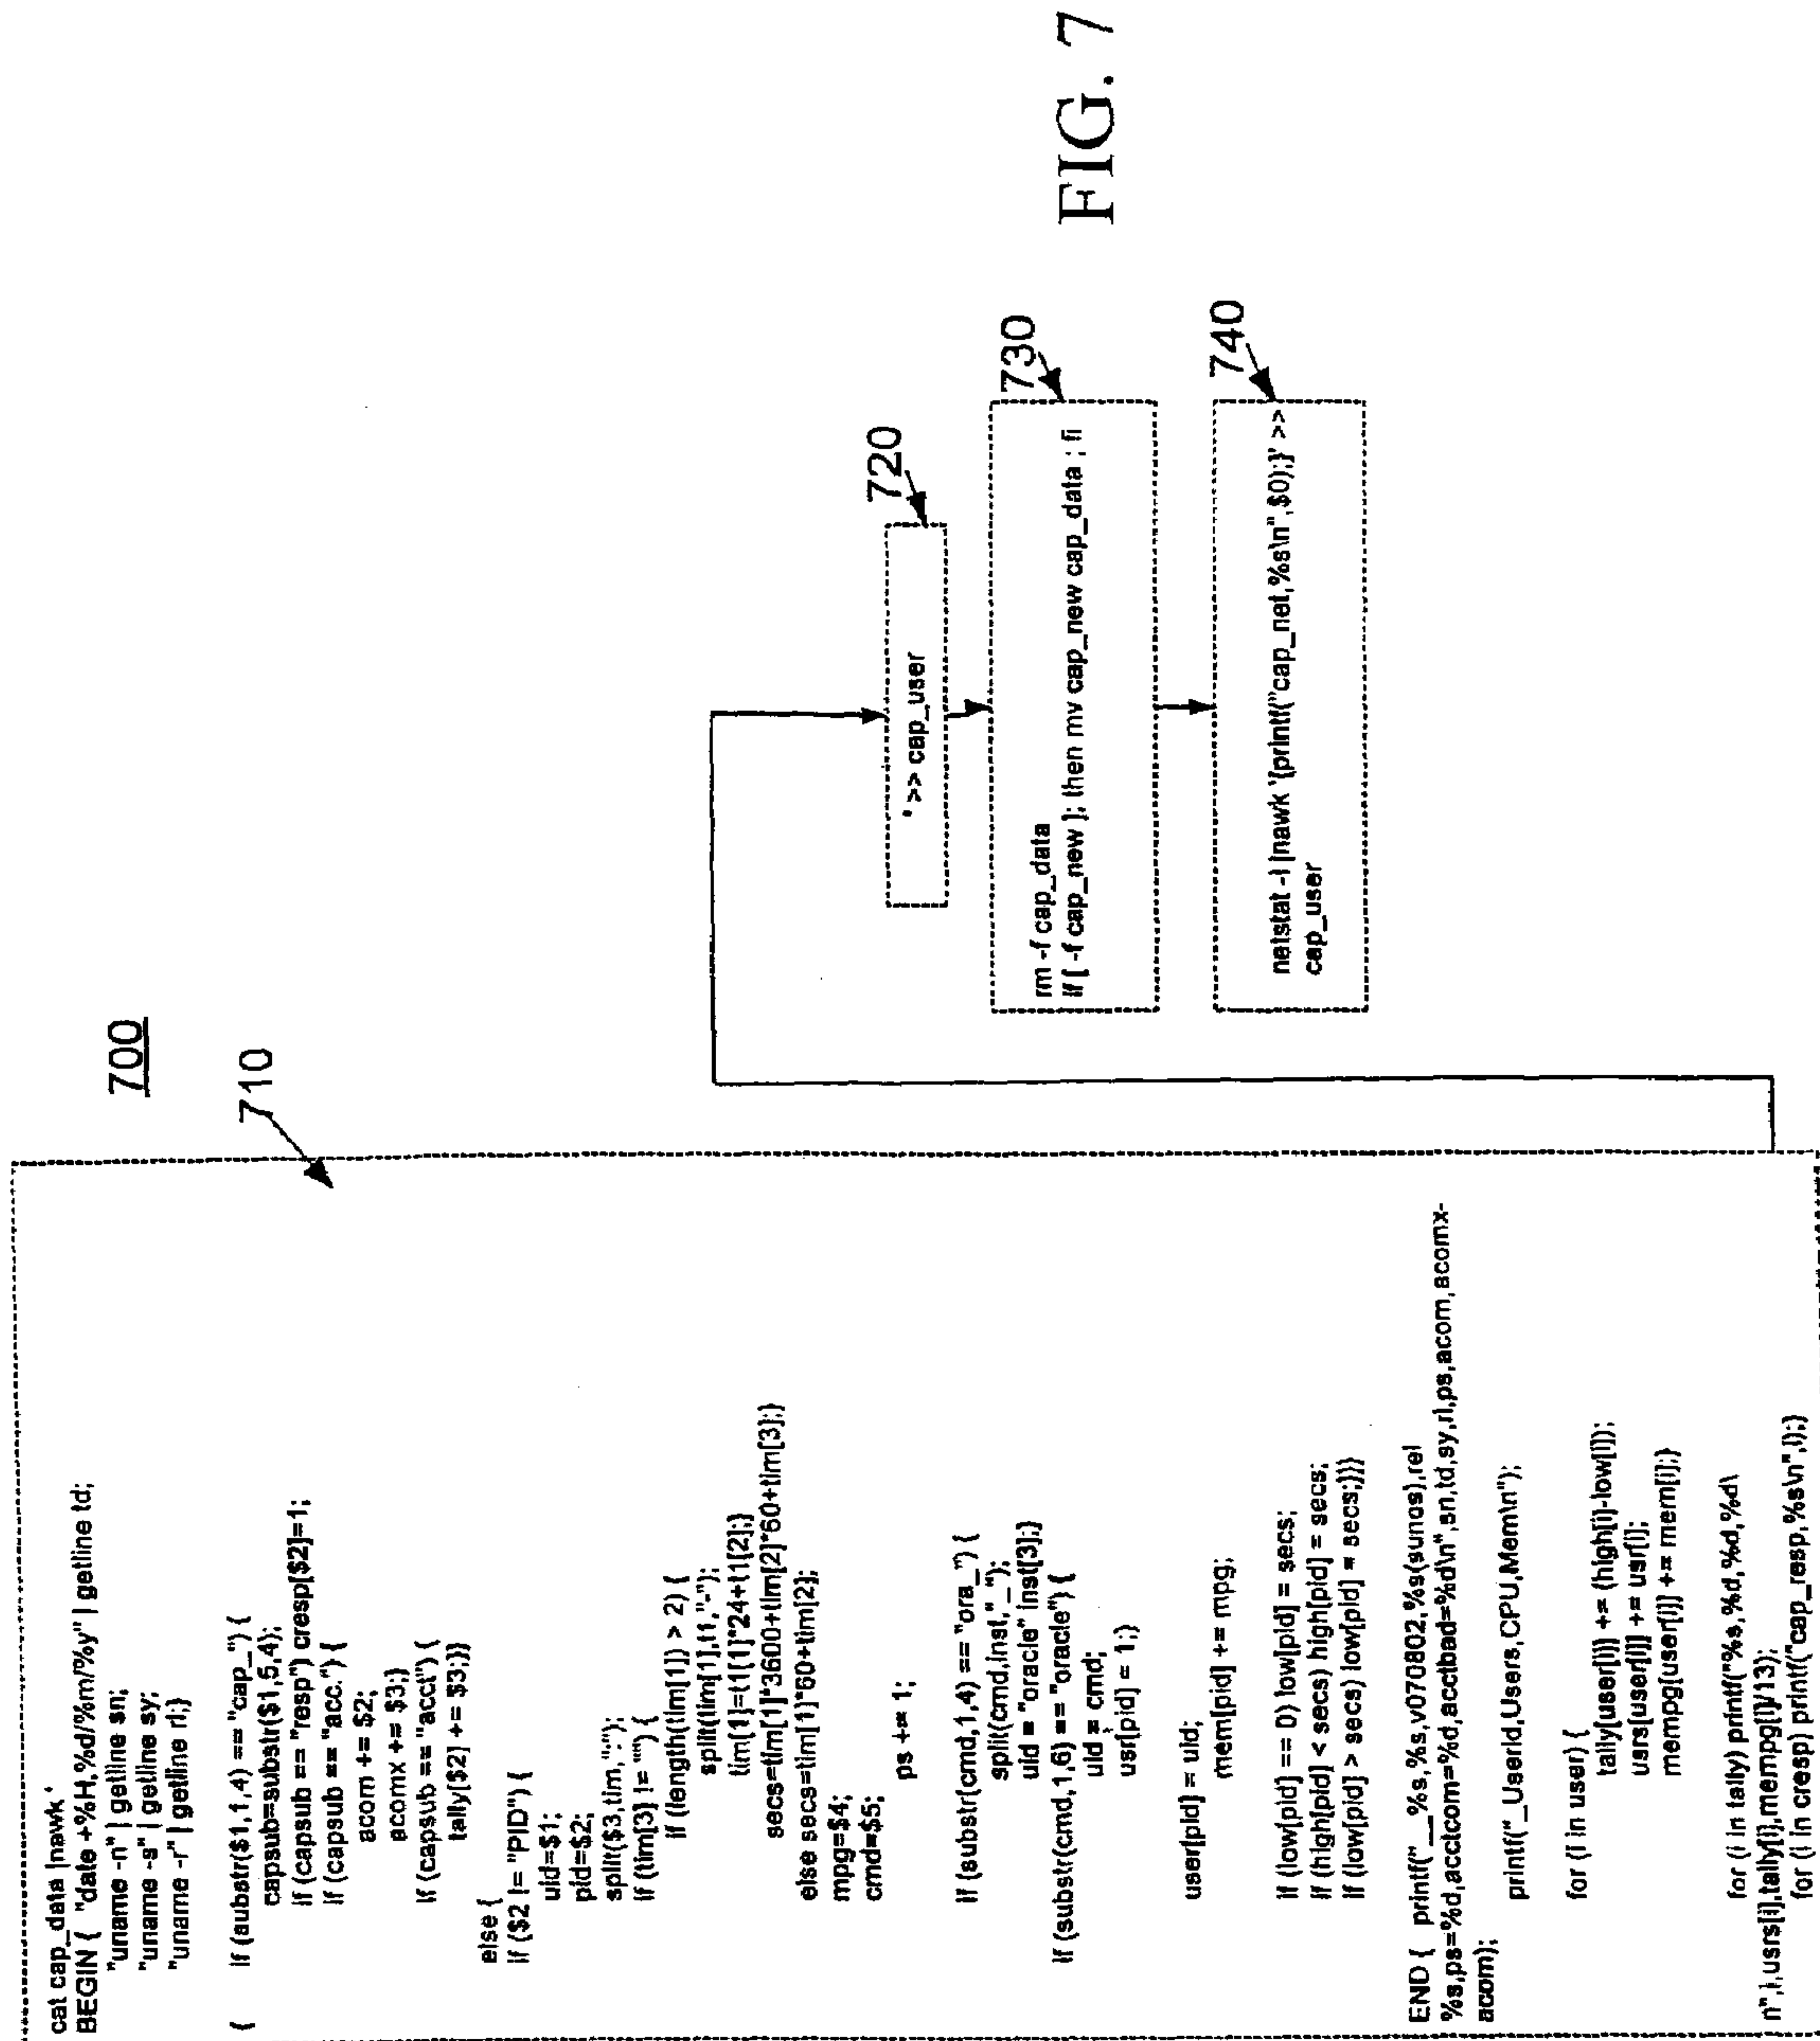 700
710
cat cap_data |nawk '
BEGIN { "date +%H,%d/%m/%y" | getline td;
"uname -n" | getline sn;
"uname -s" | getline sy;
"uname -r" | getline rl;}
{ if (substr($1,1,4) == "cap_") {
capsub=substr($1,5,4);
if (capsub == "resp") cresp[$2]=1;
if (capsub == "acc.") {
acom += $2;
acomx += $3;}
if (capsub == "acct") {
tally[$2] += $3;}}
else {
if ($2 != "PID") {
uid=$1;
pid=$2;
split($3,tim,":");
if (tim[3] != "") {
if (length(tim[1]) > 2) {
split(tim[1],t1,"-");
tim[1]=t1[1]*24+t1[2];}
secs=tim[1]*3600+tim[2]*60+tim[3];}
else secs=tim[1]*60+tim[2];
mpg=$4;
cmd=$5;
ps += 1;
if (substr(cmd,1,4) == "ora_") {
split(cmd,inst,"_");
uid = "oracle" inst[3];}
if (substr(cmd,1,6) == "oracle") {
uid = cmd;
usr[pid] = 1;}
user[pid] = uid;
mem[pid] += mpg;
if (low[pid] == 0) low[pid] = secs;
if (high[pid] < secs) high[pid] = secs;
if (low[pid] > secs) low[pid] = secs;}}}
END { printf("__%s,%s,v070802,%s(sunos),rel
%s,ps=%d,acctcom=%d,acctbad=%d\n",sn,td,sy,rl,ps,acom,acomx-
acom);
printf("_UserId,Users,CPU,Mem\n");
for (i in user) {
tally[user[i]] += (high[i]-low[i]);
usrs[user[i]] += usr[i];
mempg[user[i]] += mem[i];}
for (i in tally) printf("%s,%d,%d,%d\
n",i,usrs[i],tally[i],mempg[i]/13);
for (i in cresp) printf("cap_resp,%s\n",i);}
720
' >> cap_user
730
rm -f cap_data
if [ -f cap_new ]; then mv cap_new cap_data ; fi
740
netstat -i |nawk '{printf("cap_net,%s\n",$0);}' >>
cap_user
FIG. 7